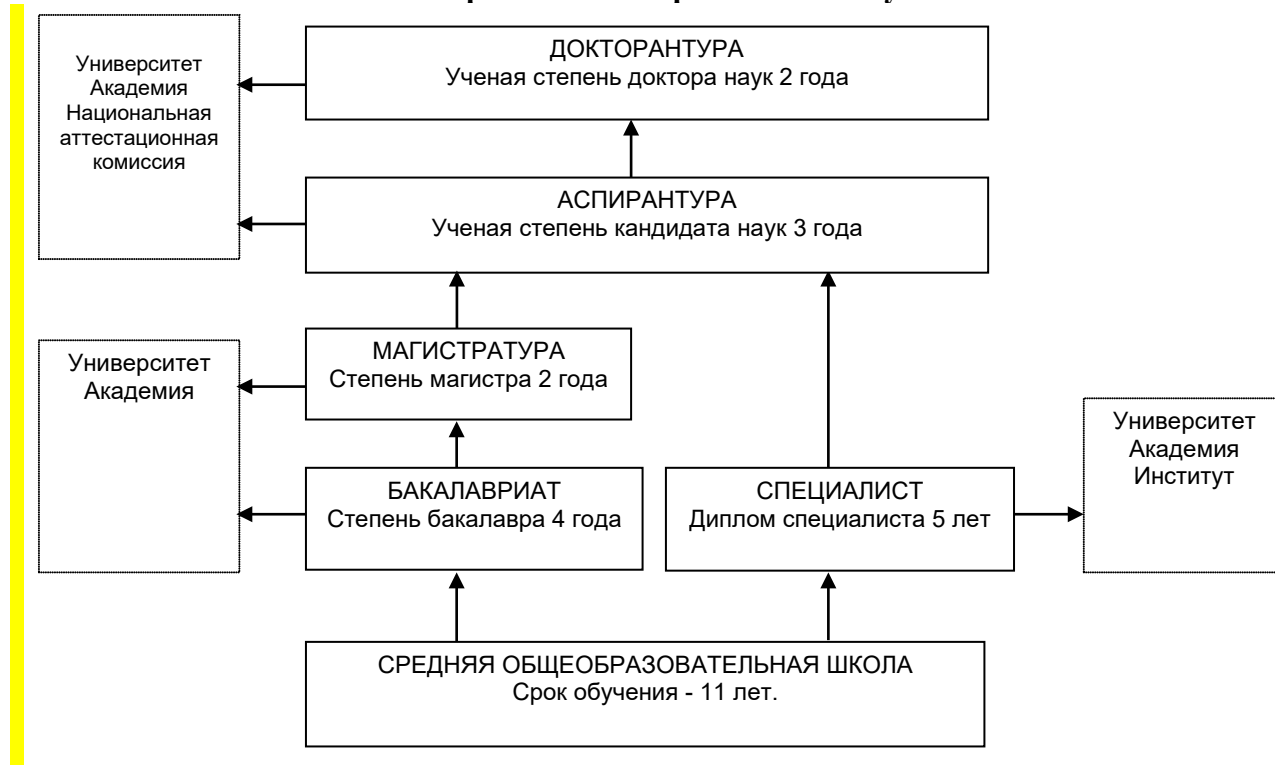 ДОКТОРАНТУРА
Ученая степень доктора наук 2 года
Университет
Академия
Национальная
аттестационная
комиссия
АСПИРАНТУРА
Ученая степень кандидата наук 3 года
МАГИСТРАТУРА
Степень магистра 2 года
Университет
Академия
БАКАЛАВРИАТ
Степень бакалавра 4 года
СПЕЦИАЛИСТ
Диплом специалиста 5 лет
Университет
Академия
Институт
СРЕДНЯЯ ОБЩЕОБРАЗОВАТЕЛЬНАЯ ШКОЛА
Срок обучения - 11 лет.